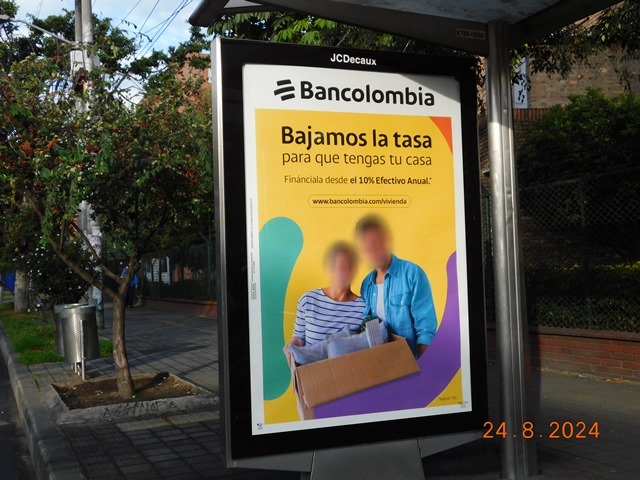 JCDecaux
Bancolombia
Bajamos la tasa
para que tengas tu casa
Fináncíala desde el 10% Efectivo Anual.*
www.bancolombia.com/vivienda
24.8.2024